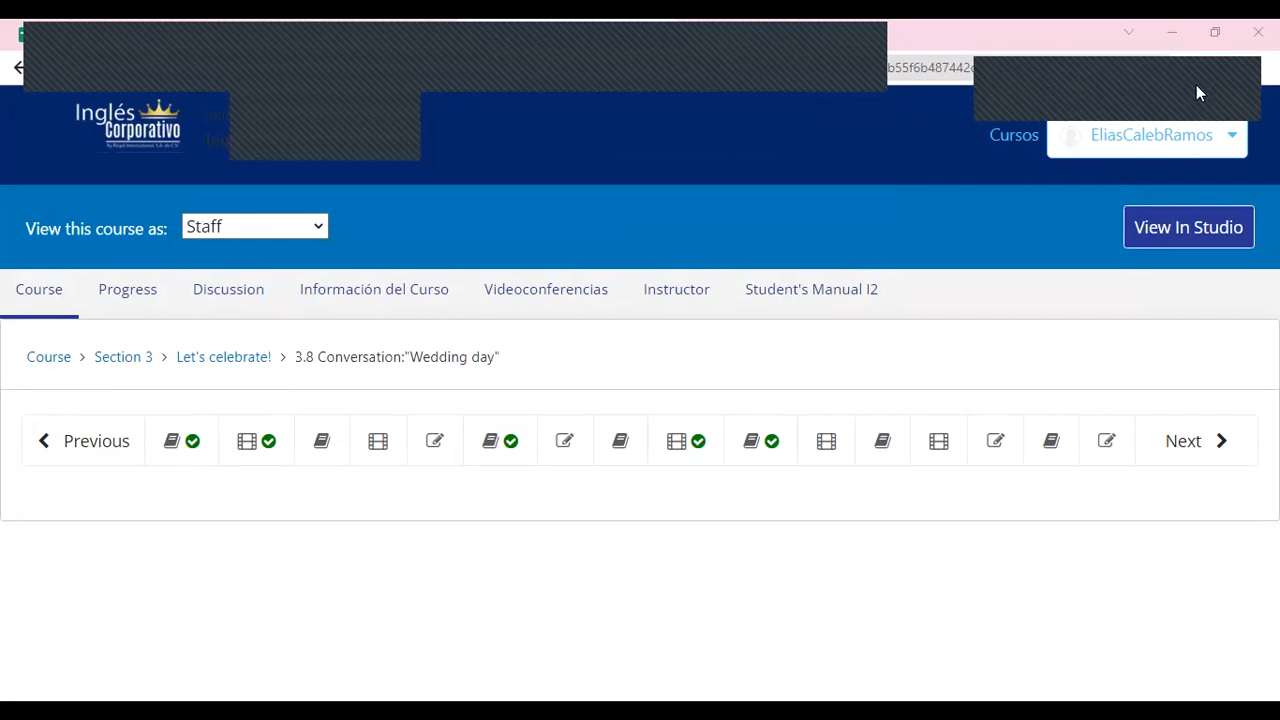 b55f6b487442
Inglés
Corporativo
Cursos
EliasCalebRamos
View this course as:
Staff
View In Studio
Course
Progress
Discussion
Información del Curso
Videoconferencias
Instructor
Student's Manual I2
Course > Section 3 > Let's celebrate! > 3.8 Conversation:"Wedding day"
Previous
Next